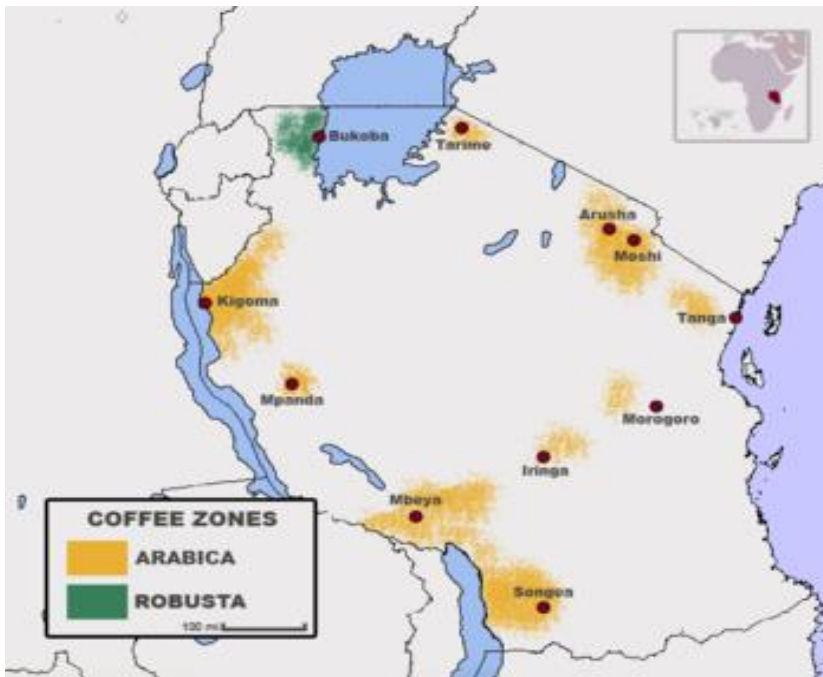 Bukoba
Tarime
Arusha
Moshi
Kigoma
Tanga
Mpanda
Morogoro
Iringa
Mbeya
Songea
COFFEE ZONES
ARABICA
ROBUSTA
100 mi